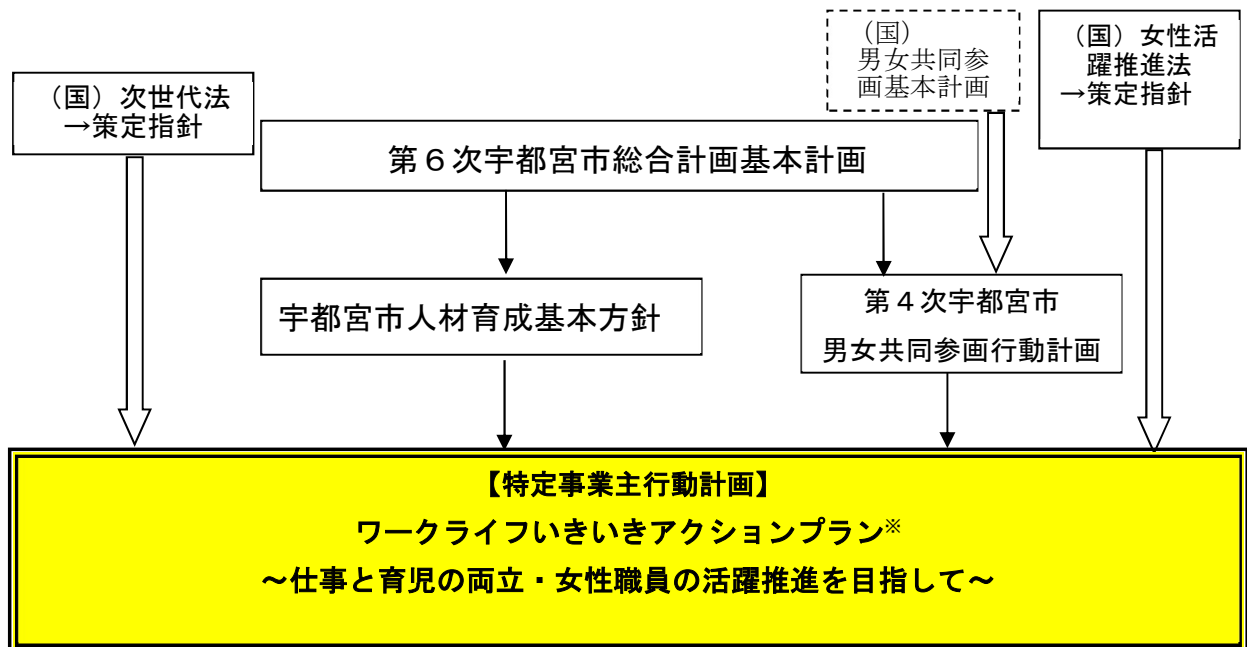 （国）次世代法
→策定指針
（国）
男女共同参
画基本計画
（国）女性活
躍推進法
→策定指針
第６次宇都宮市総合計画基本計画
宇都宮市人材育成基本方針
第４次宇都宮市
男女共同参画行動計画
【特定事業主行動計画】
ワークライフいきいきアクションプラン※
～仕事と育児の両立・女性職員の活躍推進を目指して～